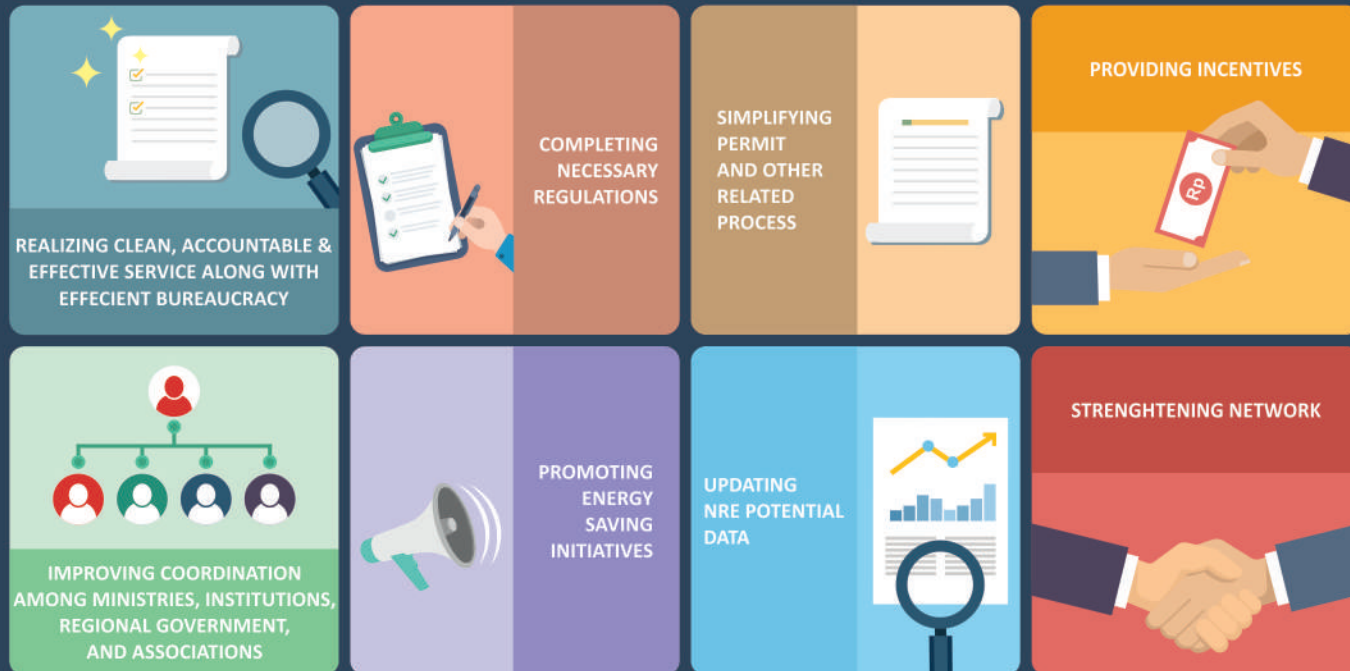 REALIZING CLEAN, ACCOUNTABLE &
EFFECTIVE SERVICE ALONG WITH
EFFECIENT BUREAUCRACY
COMPLETING
NECESSARY
REGULATIONS
SIMPLIFYING
PERMIT
AND OTHER
RELATED
PROCESS
PROVIDING INCENTIVES
Rp
IMPROVING COORDINATION
AMONG MINISTRIES, INSTITUTIONS,
REGIONAL GOVERNMENT,
AND ASSOCIATIONS
PROMOTING
ENERGY
SAVING
INITIATIVES
UPDATING
NRE POTENTIAL
DATA
STRENGHTENING NETWORK